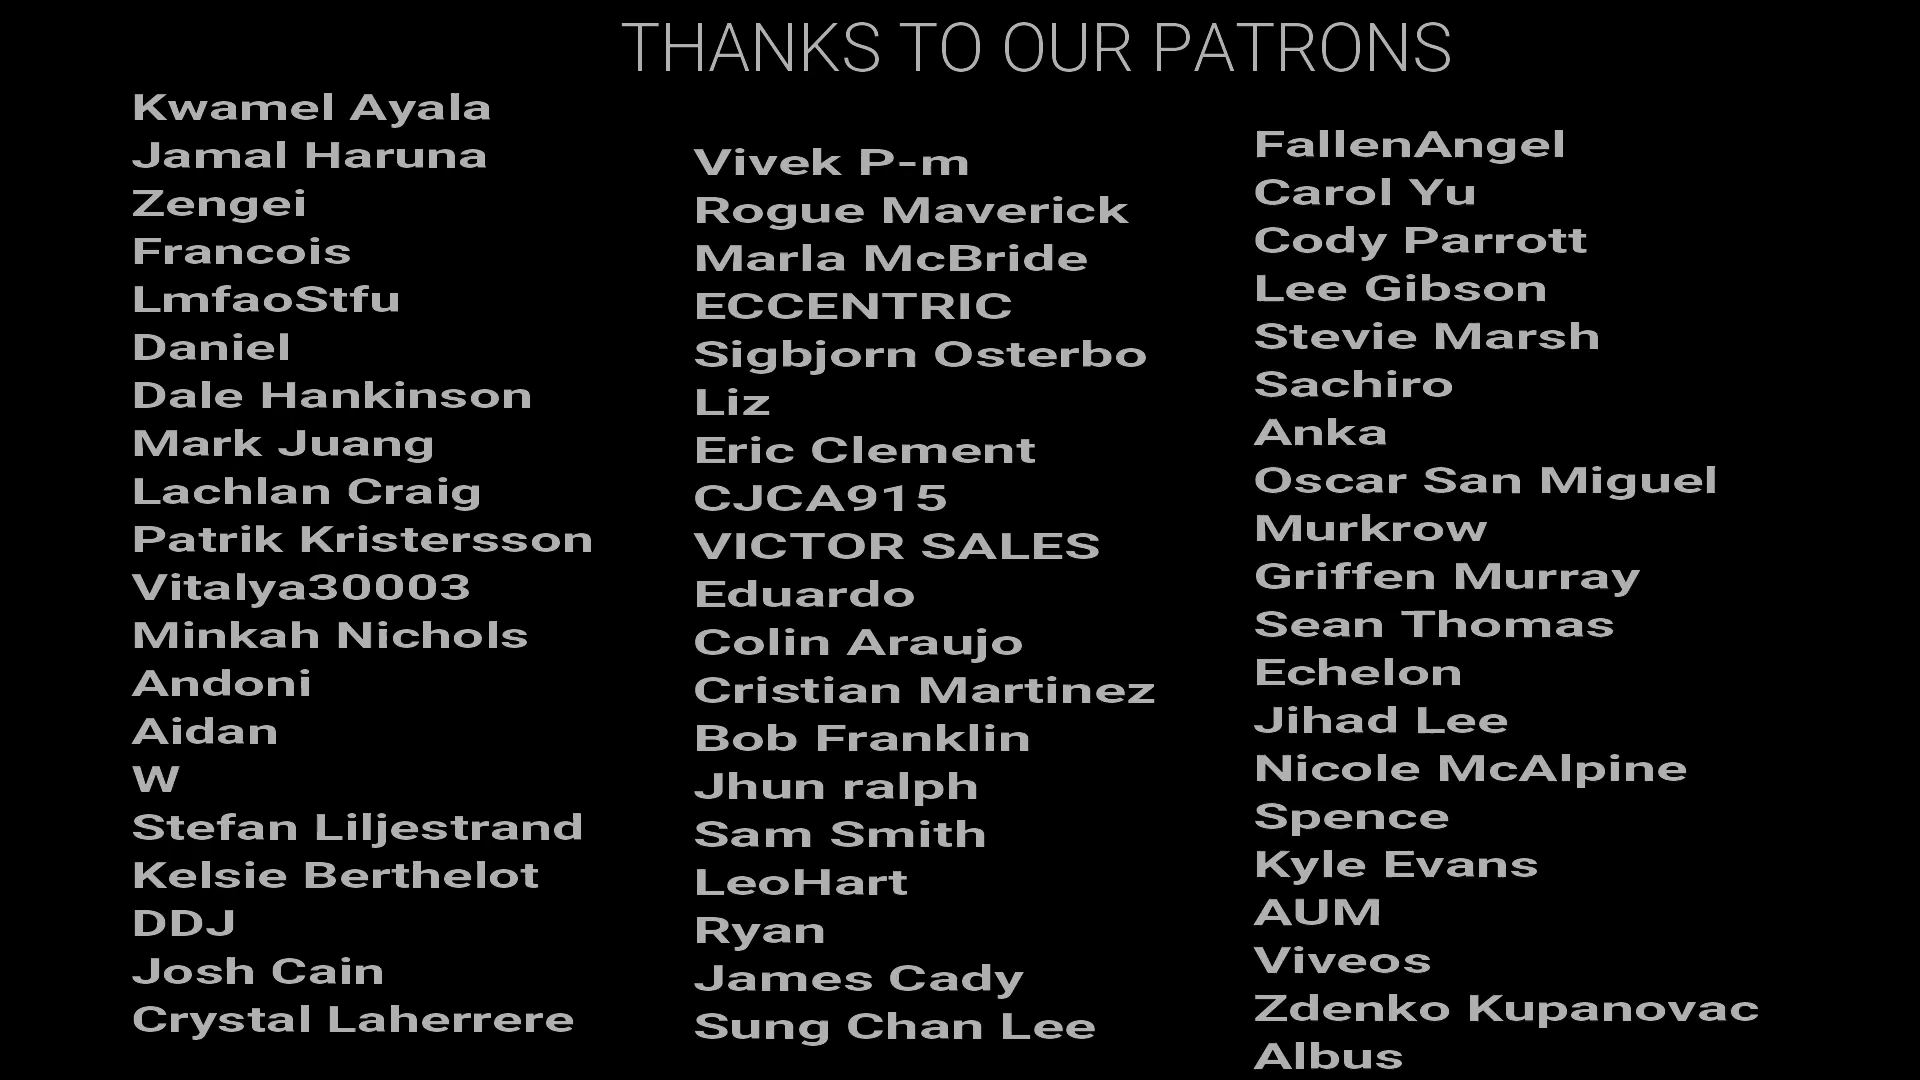 THANKS TO OUR PATRONS
Kwamel Ayala
Jamal Haruna
Zengei
Francois
LmfaoStfu
Daniel
Dale Hankinson
Mark Juang
Lachlan Craig
Patrik Kristersson
Vitalya30003
Minkah Nichols
Andoni
Aidan
W
Stefan Liljestrand
Kelsie Berthelot
DDJ
Josh Cain
Crystal Laherrere
Vivek P-m
Rogue Maverick
Marla McBride
ECCENTRIC
Sigbjorn Osterbo
Liz
Eric Clement
CJCA915
VICTOR SALES
Eduardo
Colin Araujo
Cristian Martinez
Bob Franklin
Jhun ralph
Sam Smith
LeoHart
Ryan
James Cady
Sung Chan Lee
FallenAngel
Carol Yu
Cody Parrott
Lee Gibson
Stevie Marsh
Sachiro
Anka
Oscar San Miguel
Murkrow
Griffen Murray
Sean Thomas
Echelon
Jihad Lee
Nicole McAlpine
Spence
Kyle Evans
AUM
Viveos
Zdenko Kupanovac
Albus